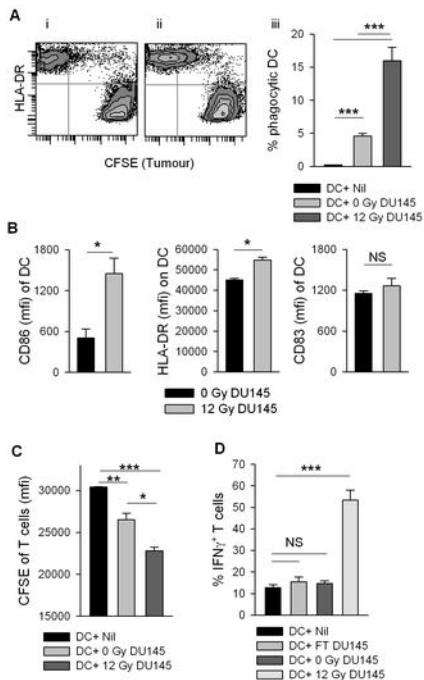 A
i
ii
iii
HLA-DR
CFSE (Tumour)
% phagocytic DC
20
15
10
5
0
***
***
DC+ Nil
DC+ 0 Gy DU145
DC+ 12 Gy DU145
B
CD86 (mfi) of DC
1800
1200
600
0
*
HLA-DR (mfi) on DC
70000
60000
50000
40000
30000
20000
10000
0
*
CD83 (mfi) of DC
1800
1200
600
0
NS
0 Gy DU145
12 Gy DU145
C
CFSE of T cells (mfi)
30000
25000
20000
15000
***
**
*
DC+ Nil
DC+ 0 Gy DU145
DC+ 12 Gy DU145
D
% IFNγ+ T cells
70
60
50
40
30
20
10
0
***
NS
DC+ Nil
DC+ FT DU145
DC+ 0 Gy DU145
DC+ 12 Gy DU145